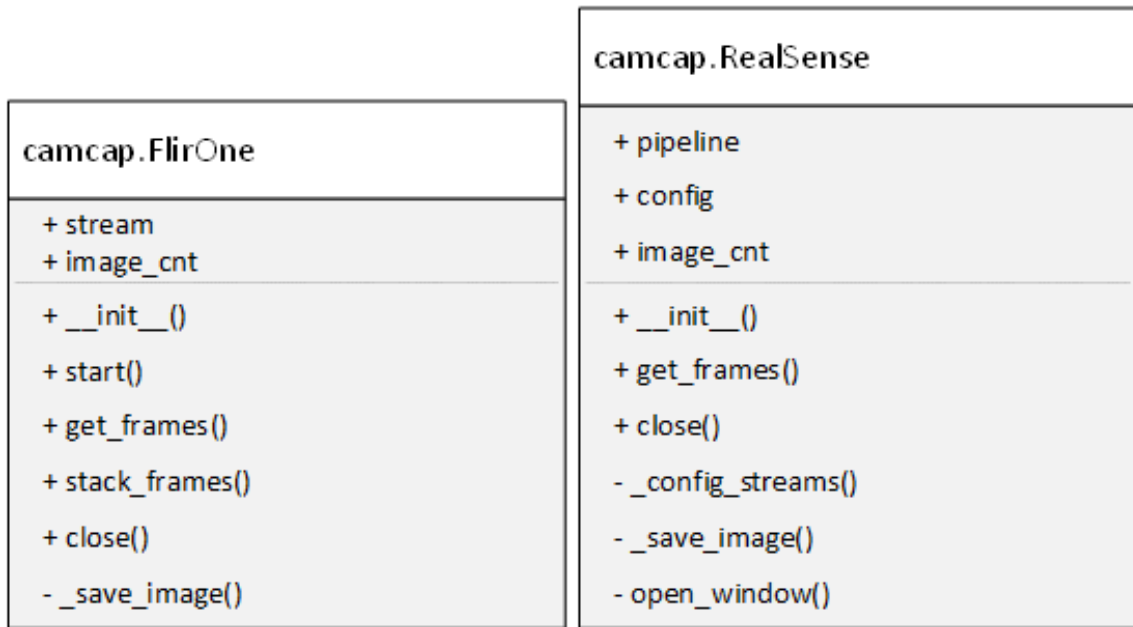 camcap.FlirOne
+ stream
+ image_cnt
+ __init__()
+ start()
+ get_frames()
+ stack_frames()
+ close()
- _save_image()
camcap.RealSense
+ pipeline
+ config
+ image_cnt
+ __init__()
+ get_frames()
+ close()
- _config_streams()
- _save_image()
- open_window()